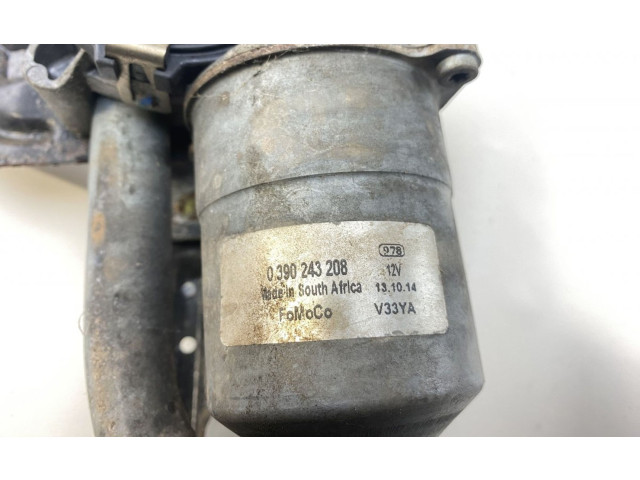 978
0 390 243 208
12V
Made in South Africa
13.10.14
FoMoCo
V33YA